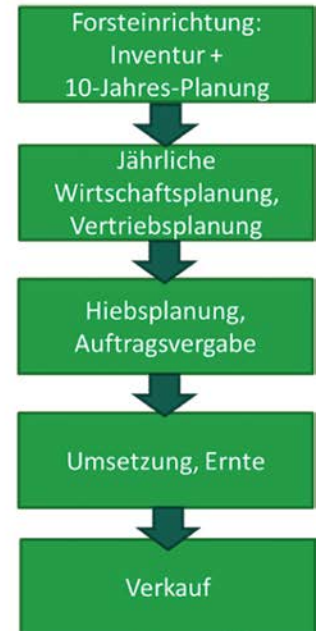 Forsteinrichtung:
Inventur +
10-Jahres-Planung
Jährliche
Wirtschaftsplanung,
Vertriebsplanung
Hiebsplanung,
Auftragsvergabe
Umsetzung, Ernte
Verkauf